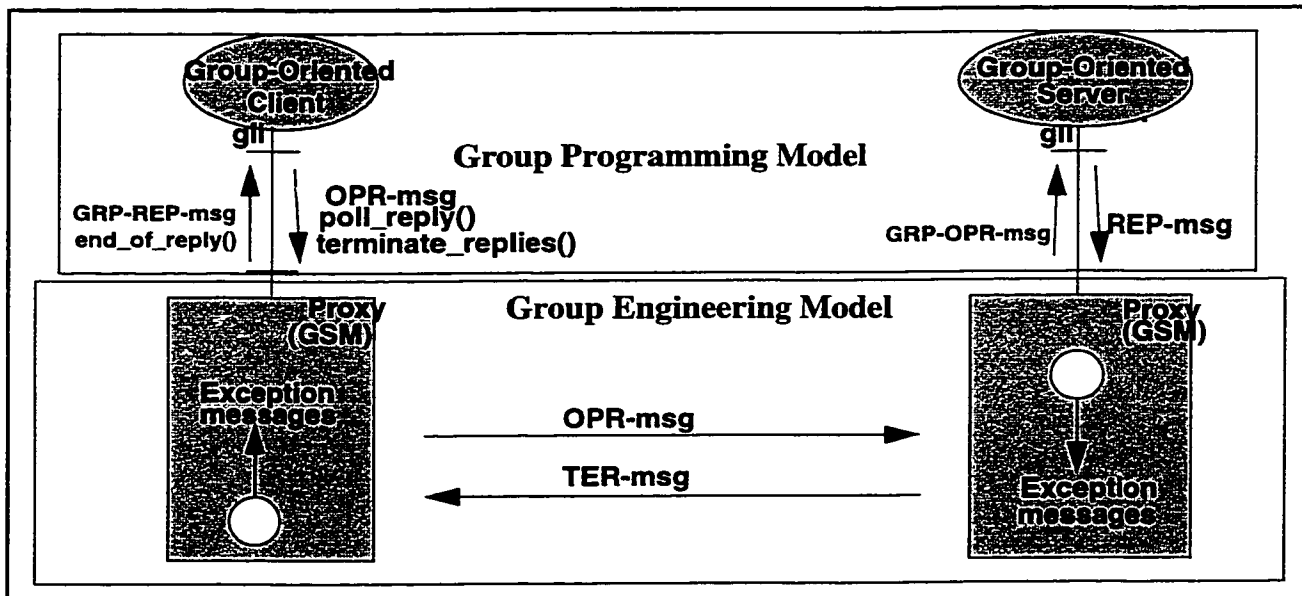 Group-Oriented
Client
gii
Group-Oriented
Server
gii
Group Programming Model
GRP-REP-msg
end_of_reply()
OPR-msg
poll_reply()
terminate_replies()
GRP-OPR-msg
REP-msg
Group Engineering Model
Proxy
(GSM)
Exception
messages
OPR-msg
TER-msg
Proxy
(GSM)
Exception
messages